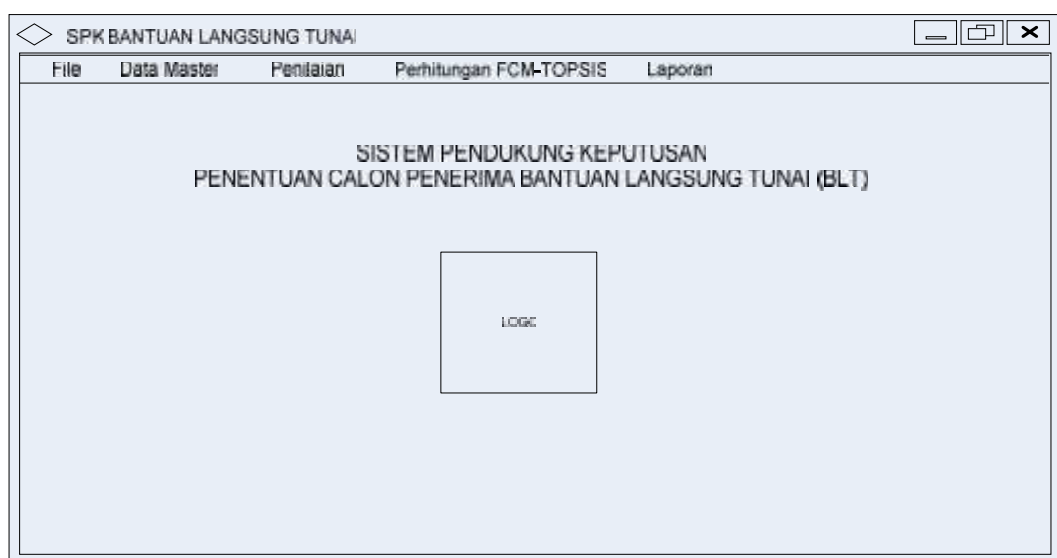 SPK BANTUAN LANGSUNG TUNAI
File Data Master Penilaian Perhitungan FCM-TOPSIS Laporan
SISTEM PENDUKUNG KEPUTUSAN
PENENTUAN CALON PENERIMA BANTUAN LANGSUNG TUNAI (BLT)
LOGO